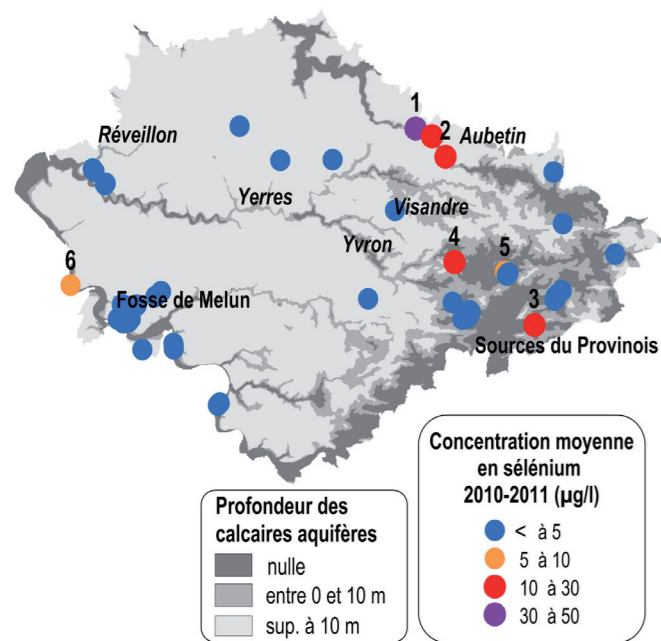 1
2
Réveillon
Aubetin
Yerres
Visandre
Yvron
4
5
6
Fosse de Melun
3
Sources du Provinois
Profondeur des
calcaires aquifères
nulle
entre 0 et 10 m
sup. à 10 m
Concentration moyenne
en sélénium
2010-2011 (µg/l)
< à 5
5 à 10
10 à 30
30 à 50